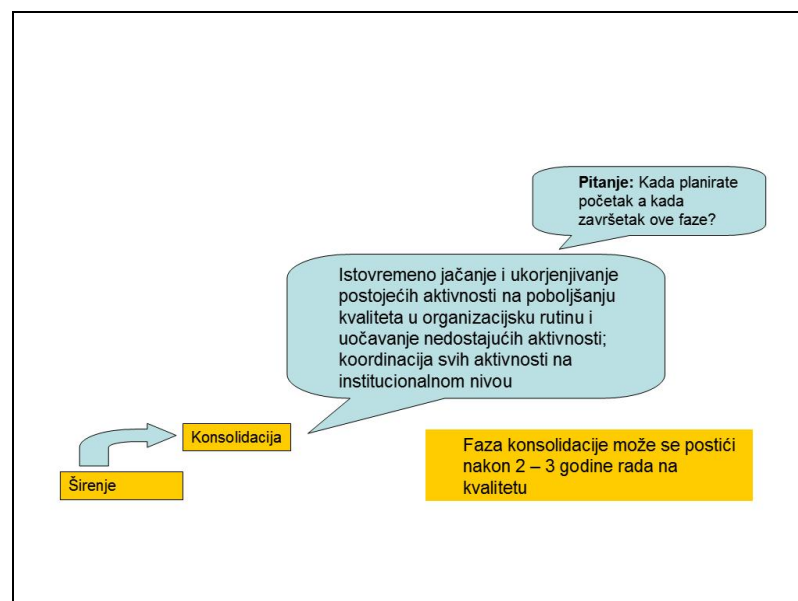 Pitanje: Kada planirate
početak a kada
završetak ove faze?
Istovremeno jačanje i ukorjenjivanje
postojećih aktivnosti na poboljšanju
kvaliteta u organizacijsku rutinu i
uočavanje nedostajućih aktivnosti;
koordinacija svih aktivnosti na
institucionalnom nivou
Konsolidacija
Faza konsolidacije može se postići
nakon 2 – 3 godine rada na
kvalitetu
Širenje